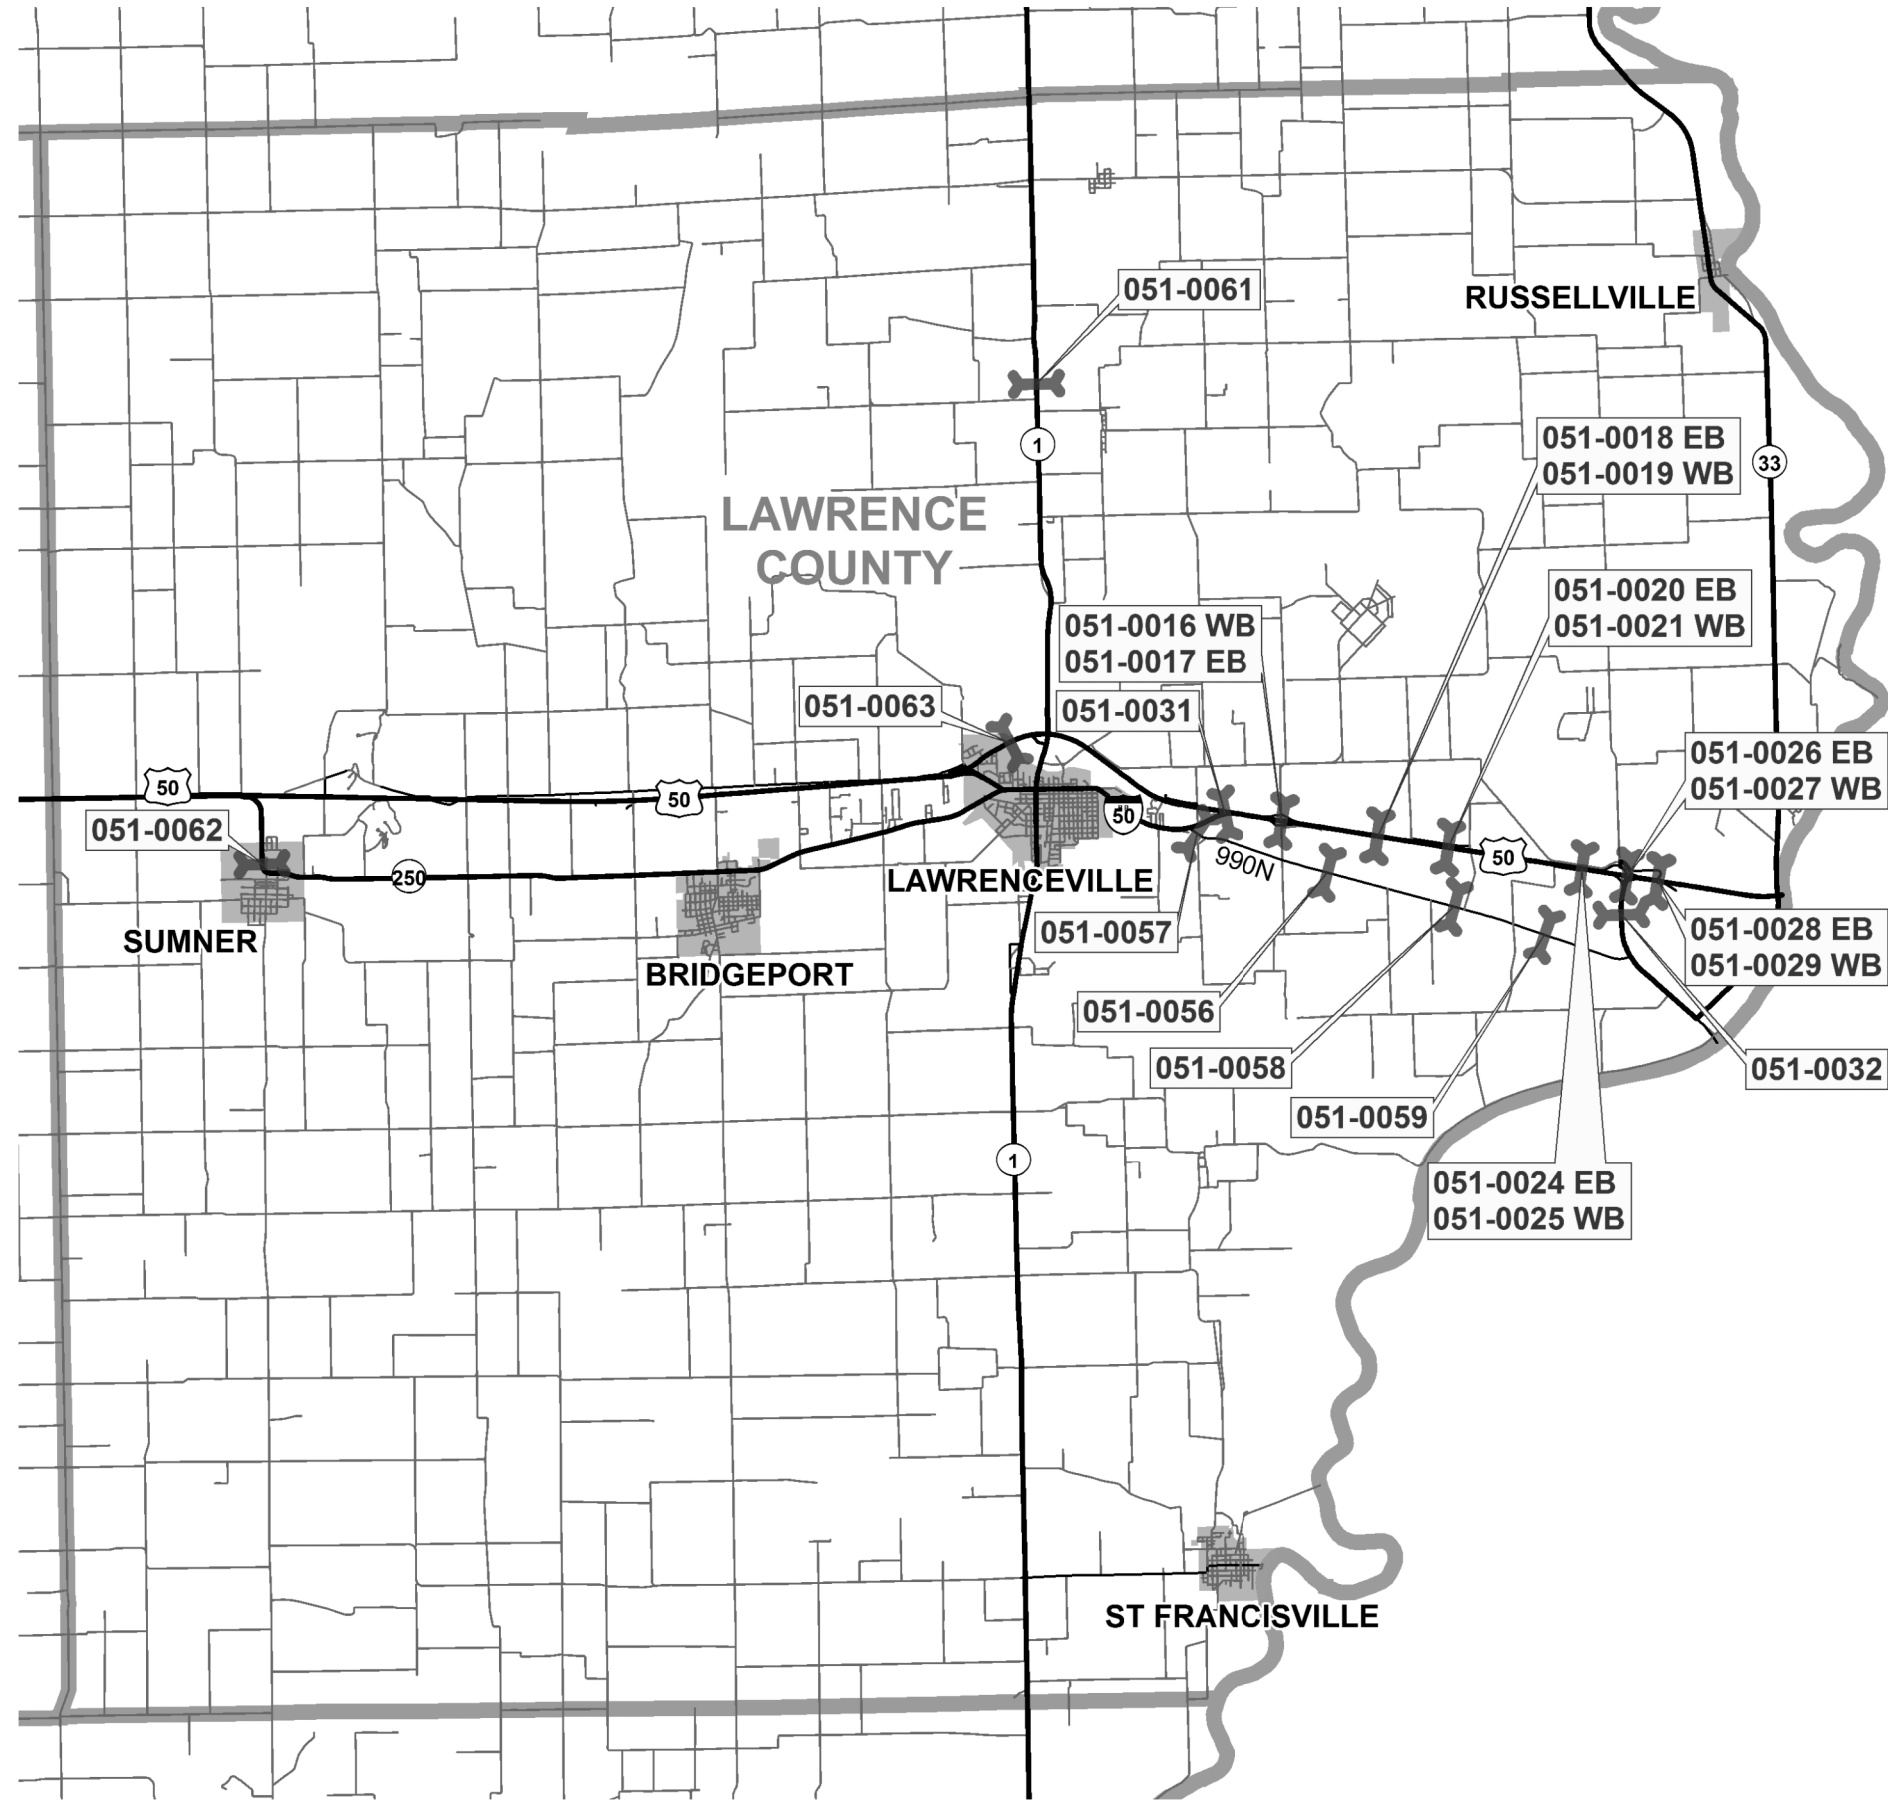 051-0061
RUSSELLVILLE
051-0018 EB
051-0019 WB
1
33
LAWRENCE
COUNTY
051-0020 EB
051-0021 WB
051-0016 WB
051-0017 EB
051-0063
051-0031
051-0026 EB
051-0027 WB
50
50
50
051-0062
50
990N
250
LAWRENCEVILLE
051-0057
051-0028 EB
051-0029 WB
SUMNER
BRIDGEPORT
051-0056
051-0058
051-0032
051-0059
1
051-0024 EB
051-0025 WB
ST FRANCISVILLE